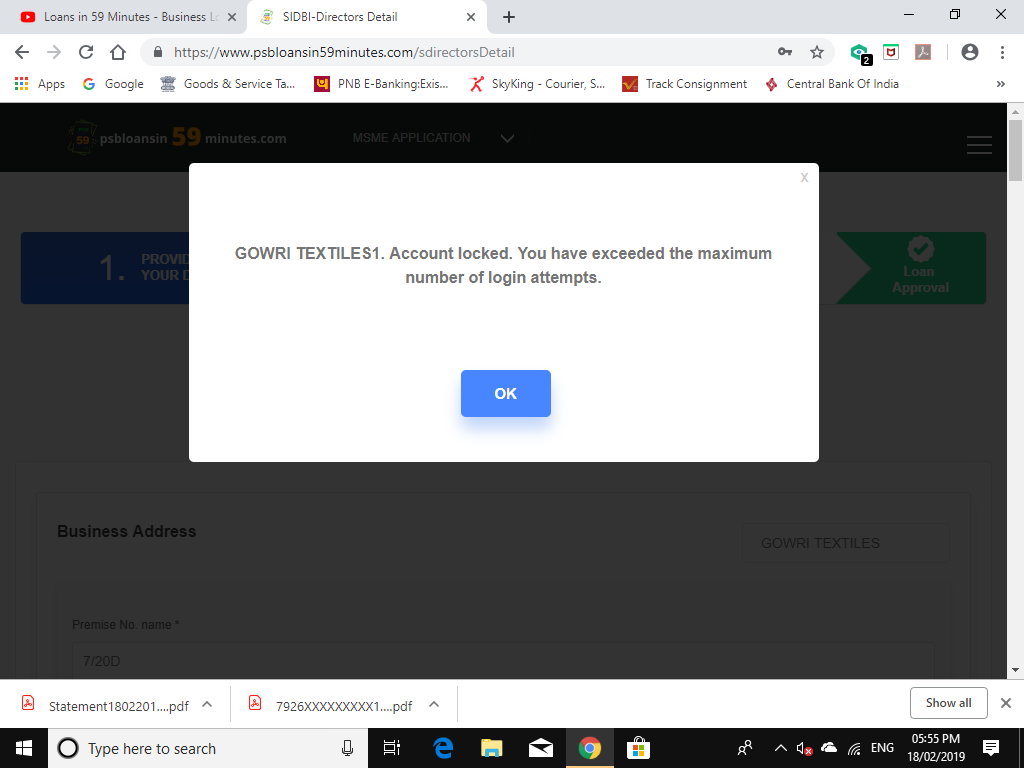 Loans in 59 Minutes - Business Lo
SIDBI-Directors Detail
https://www.psbloansin59minutes.com/sdirectorsDetail
2
Apps
Google
Goods & Service Ta...
PNB E-Banking:Exis...
SkyKing - Courier, S...
Track Consignment
Central Bank Of India
»
psbloansin 59 minutes.com
MSME APPLICATION
X
GOWRI TEXTILES1. Account locked. You have exceeded the maximum
number of login attempts.
OK
1.
PROVID
YOUR D
Loan
Approval
Business Address
GOWRI TEXTILES
Premise No. name *
7/20D
Statement1802201....pdf
7926XXXXXXXXX1....pdf
Show all
Type here to search
ENG
05:55 PM
18/02/2019